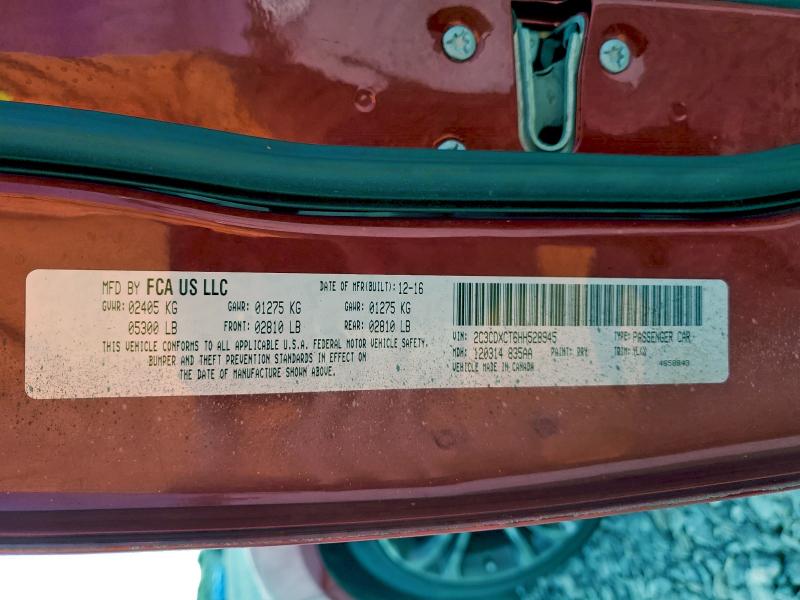 MFD BY FCA US LLC DATE OF MFR(BUILT): 12-16
GVWR: 02405 KG GAWR: 01275 KG GAWR: 01275 KG
05300 LB FRONT: 02810 LB REAR: 02810 LB
THIS VEHICLE CONFORMS TO ALL APPLICABLE U.S.A. FEDERAL MOTOR VEHICLE SAFETY,
BUMPER AND THEFT PREVENTION STANDARDS IN EFFECT ON
THE DATE OF MANUFACTURE SHOWN ABOVE.
VIN: 2C3CDXCT6HH528945 TYPE: PASSENGER CAR
MDH: 120314 835AA PAINT: PRY TRIM:
VEHICLE MADE IN CANADA 4658843